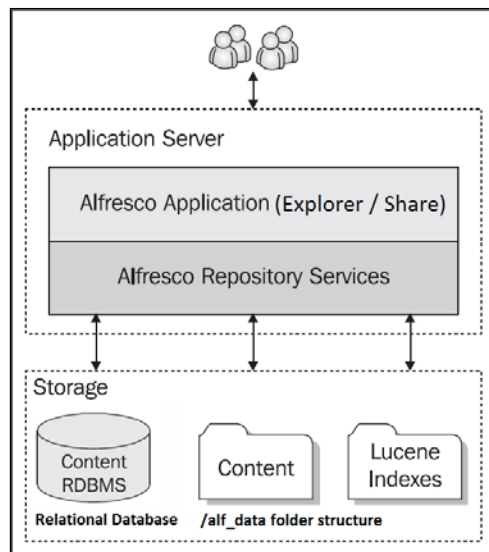 Application Server
Alfresco Application (Explorer / Share)
Alfresco Repository Services
Storage
Content
RDBMS
Content
Lucene
Indexes
Relational Database
/alf_data folder structure